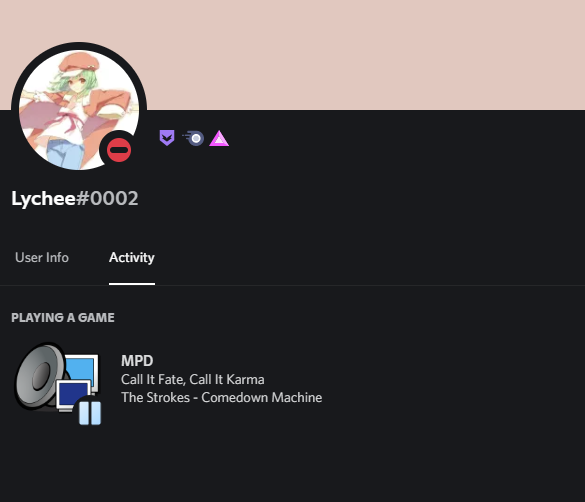 Lychee#0002
User Info Activity
PLAYING A GAME
MPD
Call It Fate, Call It Karma
The Strokes - Comedown Machine